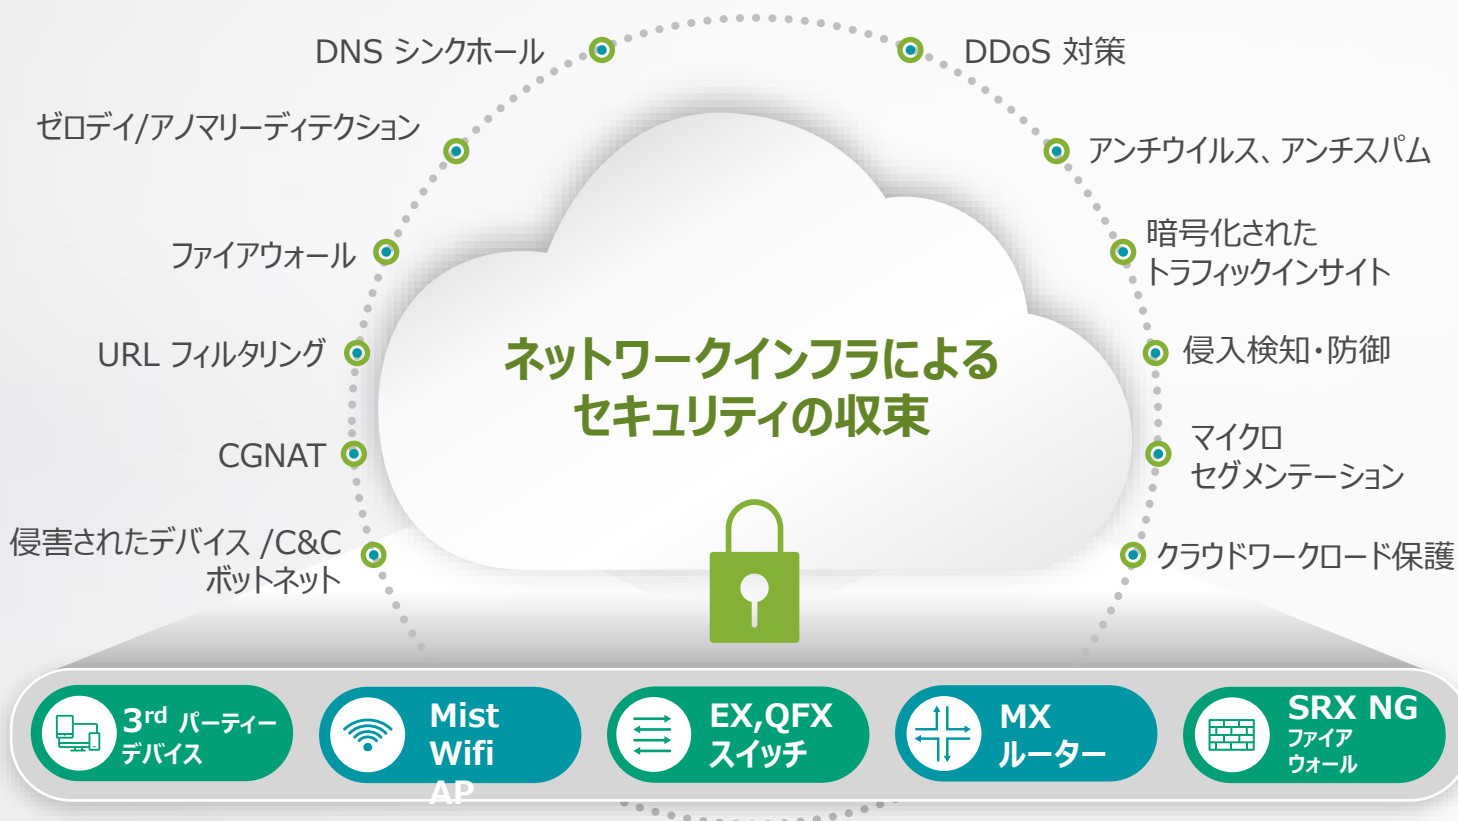 DNS シンクホール
DDoS 対策
ゼロデイ/アノマリーディテクション
アンチウイルス、アンチスパム
ファイアウォール
暗号化された
トラフィックインサイト
URL フィルタリング
侵入検知・防御
ネットワークインフラによる
セキュリティの収束
CGNAT
マイクロ
セグメンテーション
侵害されたデバイス /C&C
ボットネット
クラウドワークロード保護
3rd パーティー
デバイス
Mist
Wifi
AP
EX,QFX
スイッチ
MX
ルーター
SRX NG
ファイア
ウォール